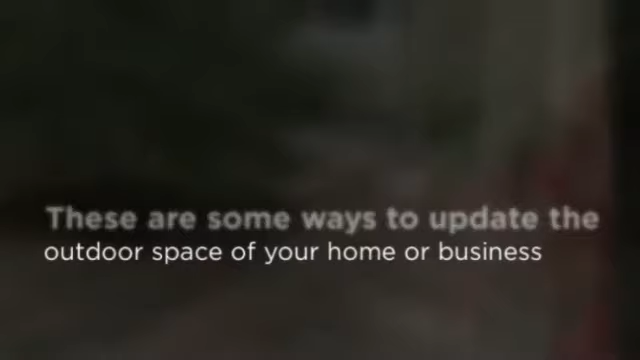 These are some ways to update the
outdoor space of your home or business